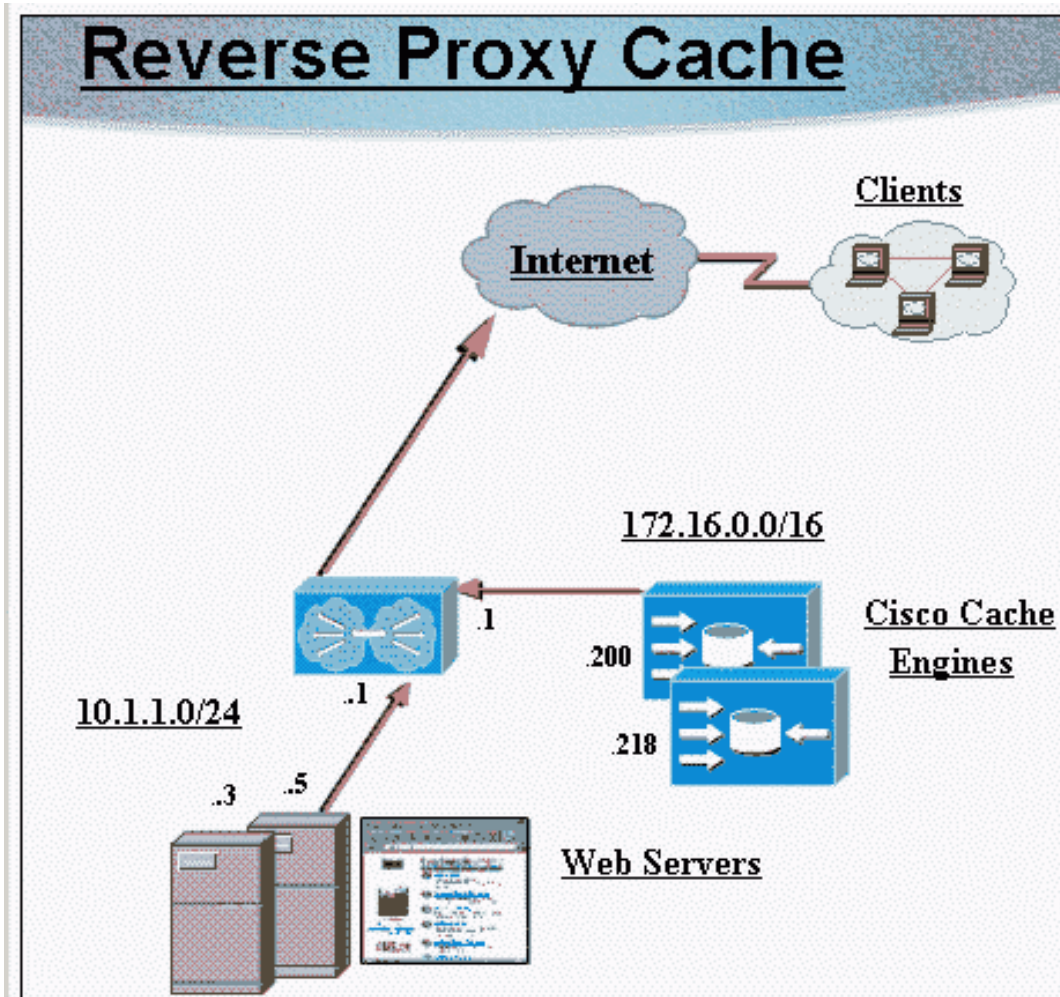 Reverse Proxy Cache
Clients
Internet
172.16.0.0/16
.1
.200
Cisco Cache
Engines
..1
10.1.1.0/24
.218
..3
..5
Web Servers